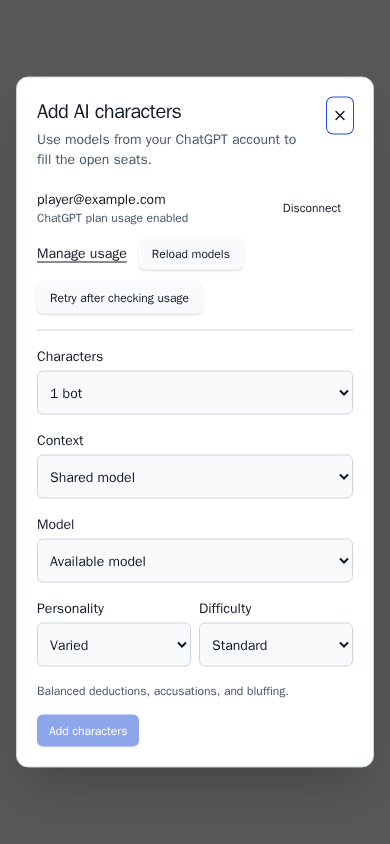 Add AI characters
Use models from your ChatGPT account to
fill the open seats.
player@example.com
ChatGPT plan usage enabled
Disconnect
Manage usage
Reload models
Retry after checking usage
Characters
1 bot
Context
Shared model
Model
Available model
Personality
Difficulty
Varied
Standard
Balanced deductions, accusations, and bluffing.
Add characters